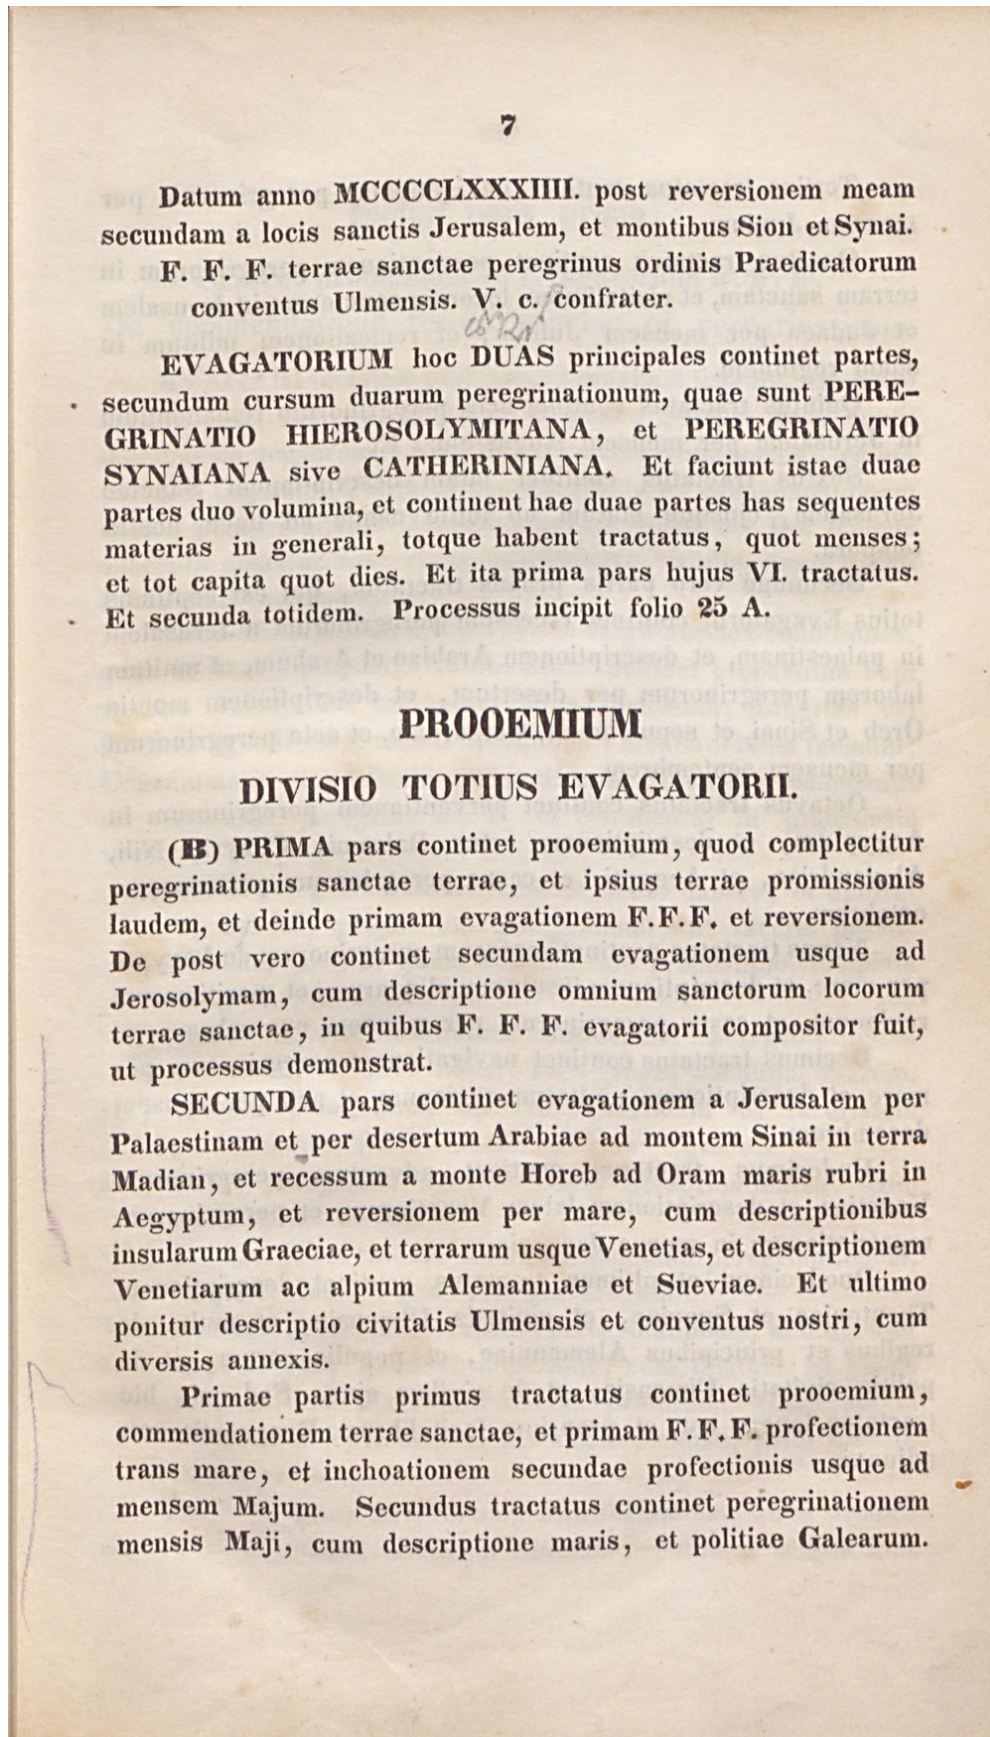 7
Datum anno MCCCCLXXXIIII. post reversionem meam
secundam a locis sanctis Jerusalem, et montibus Sion et Synai.
F. F. F. terrae sanctae peregrinus ordinis Praedicatorum
conventus Ulmensis. V. c. confrater.
EVAGATORIUM hoc DUAS principales continet partes,
secundum cursum duarum peregrinationum, quae sunt PERE-
GRINATIO HIEROSOLYMITANA, et PEREGRINATIO
SYNAIANA sive CATHERINIANA. Et faciunt istae duae
partes duo volumina, et continent hae duae partes has sequentes
materias in generali, totque habent tractatus, quot menses;
et tot capita quot dies. Et ita prima pars hujus VI. tractatus.
Et secunda totidem. Processus incipit folio 25 A.
PROOEMIUM
DIVISIO TOTIUS EVAGATORII.
(B) PRIMA pars continet prooemium, quod complectitur
peregrinationis sanctae terrae, et ipsius terrae promissionis
laudem, et deinde primam evagationem F. F. F. et reversionem.
De post vero continet secundam evagationem usque ad
Jerosolymam, cum descriptione omnium sanctorum locorum
terrae sanctae, in quibus F. F. F. evagatorii compositor fuit,
ut processus demonstrat.
SECUNDA pars continet evagationem a Jerusalem per
Palaestinam et per desertum Arabiae ad montem Sinai in terra
Madian, et recessum a monte Horeb ad Oram maris rubri in
Aegyptum, et reversionem per mare, cum descriptionibus
insularum Graeciae, et terrarum usque Venetias, et descriptionem
Venetiarum ac alpium Alemanniae et Sueviae. Et ultimo
ponitur descriptio civitatis Ulmensis et conventus nostri, cum
diversis annexis.
Primae partis primus tractatus continet prooemium,
commendationem terrae sanctae, et primam F. F. F. profectionem
trans mare, et inchoationem secundae profectionis usque ad
mensem Majum. Secundus tractatus continet peregrinationem
mensis Maji, cum descriptione maris, et politiae Galearum.